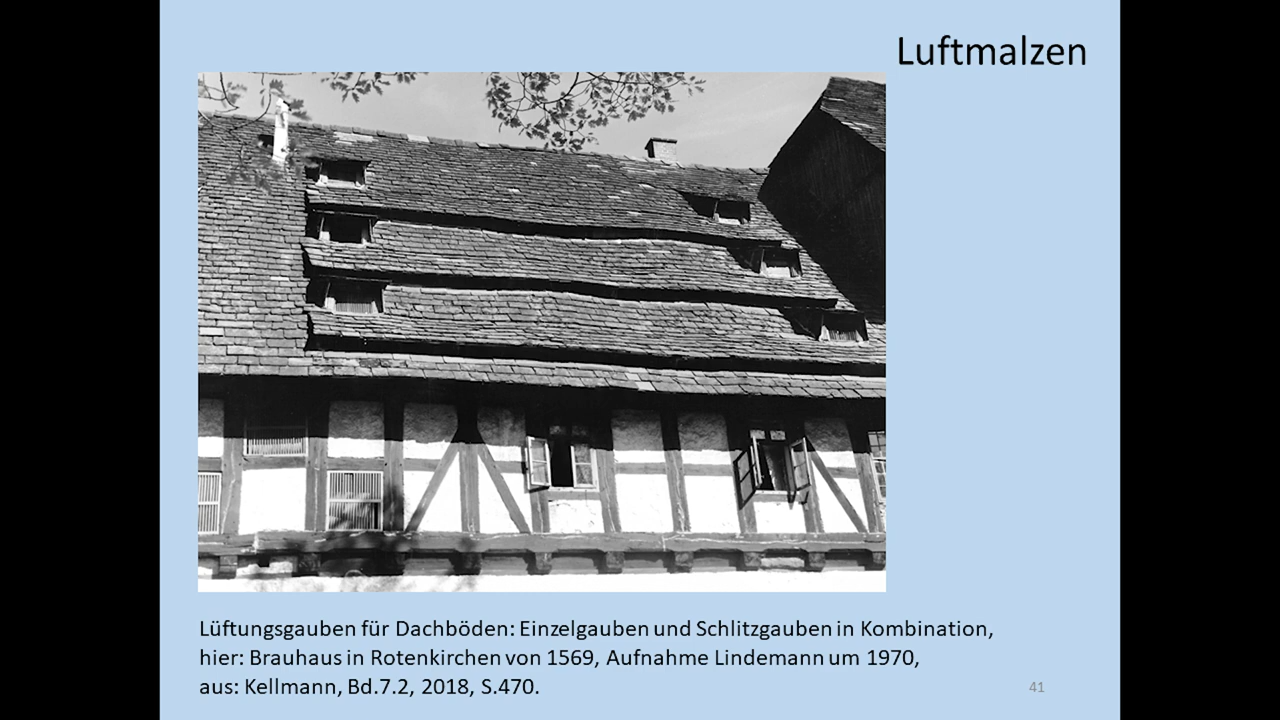 Luftmalzen
Lüftungsgauben für Dachböden: Einzelgauben und Schlitzgauben in Kombination,
hier: Brauhaus in Rotenkirchen von 1569, Aufnahme Lindemann um 1970,
aus: Kellmann, Bd.7.2, 2018, S.470.
41